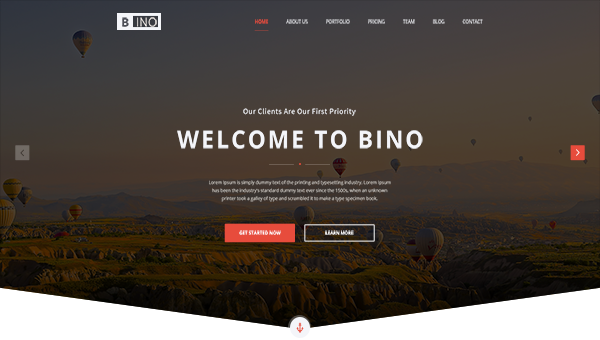 BINO
HOME ABOUT US PORTFOLIO PRICING TEAM BLOG CONTACT
Our Clients Are Our First Priority
WELCOME TO BINO
Lorem Ipsum is simply dummy text of the printing and typesetting industry. Lorem Ipsum
has been the industry's standard dummy text ever since the 1500s, when an unknown
printer took a galley of type and scrambled it to make a type specimen book.
GET STARTED NOW LEARN MORE